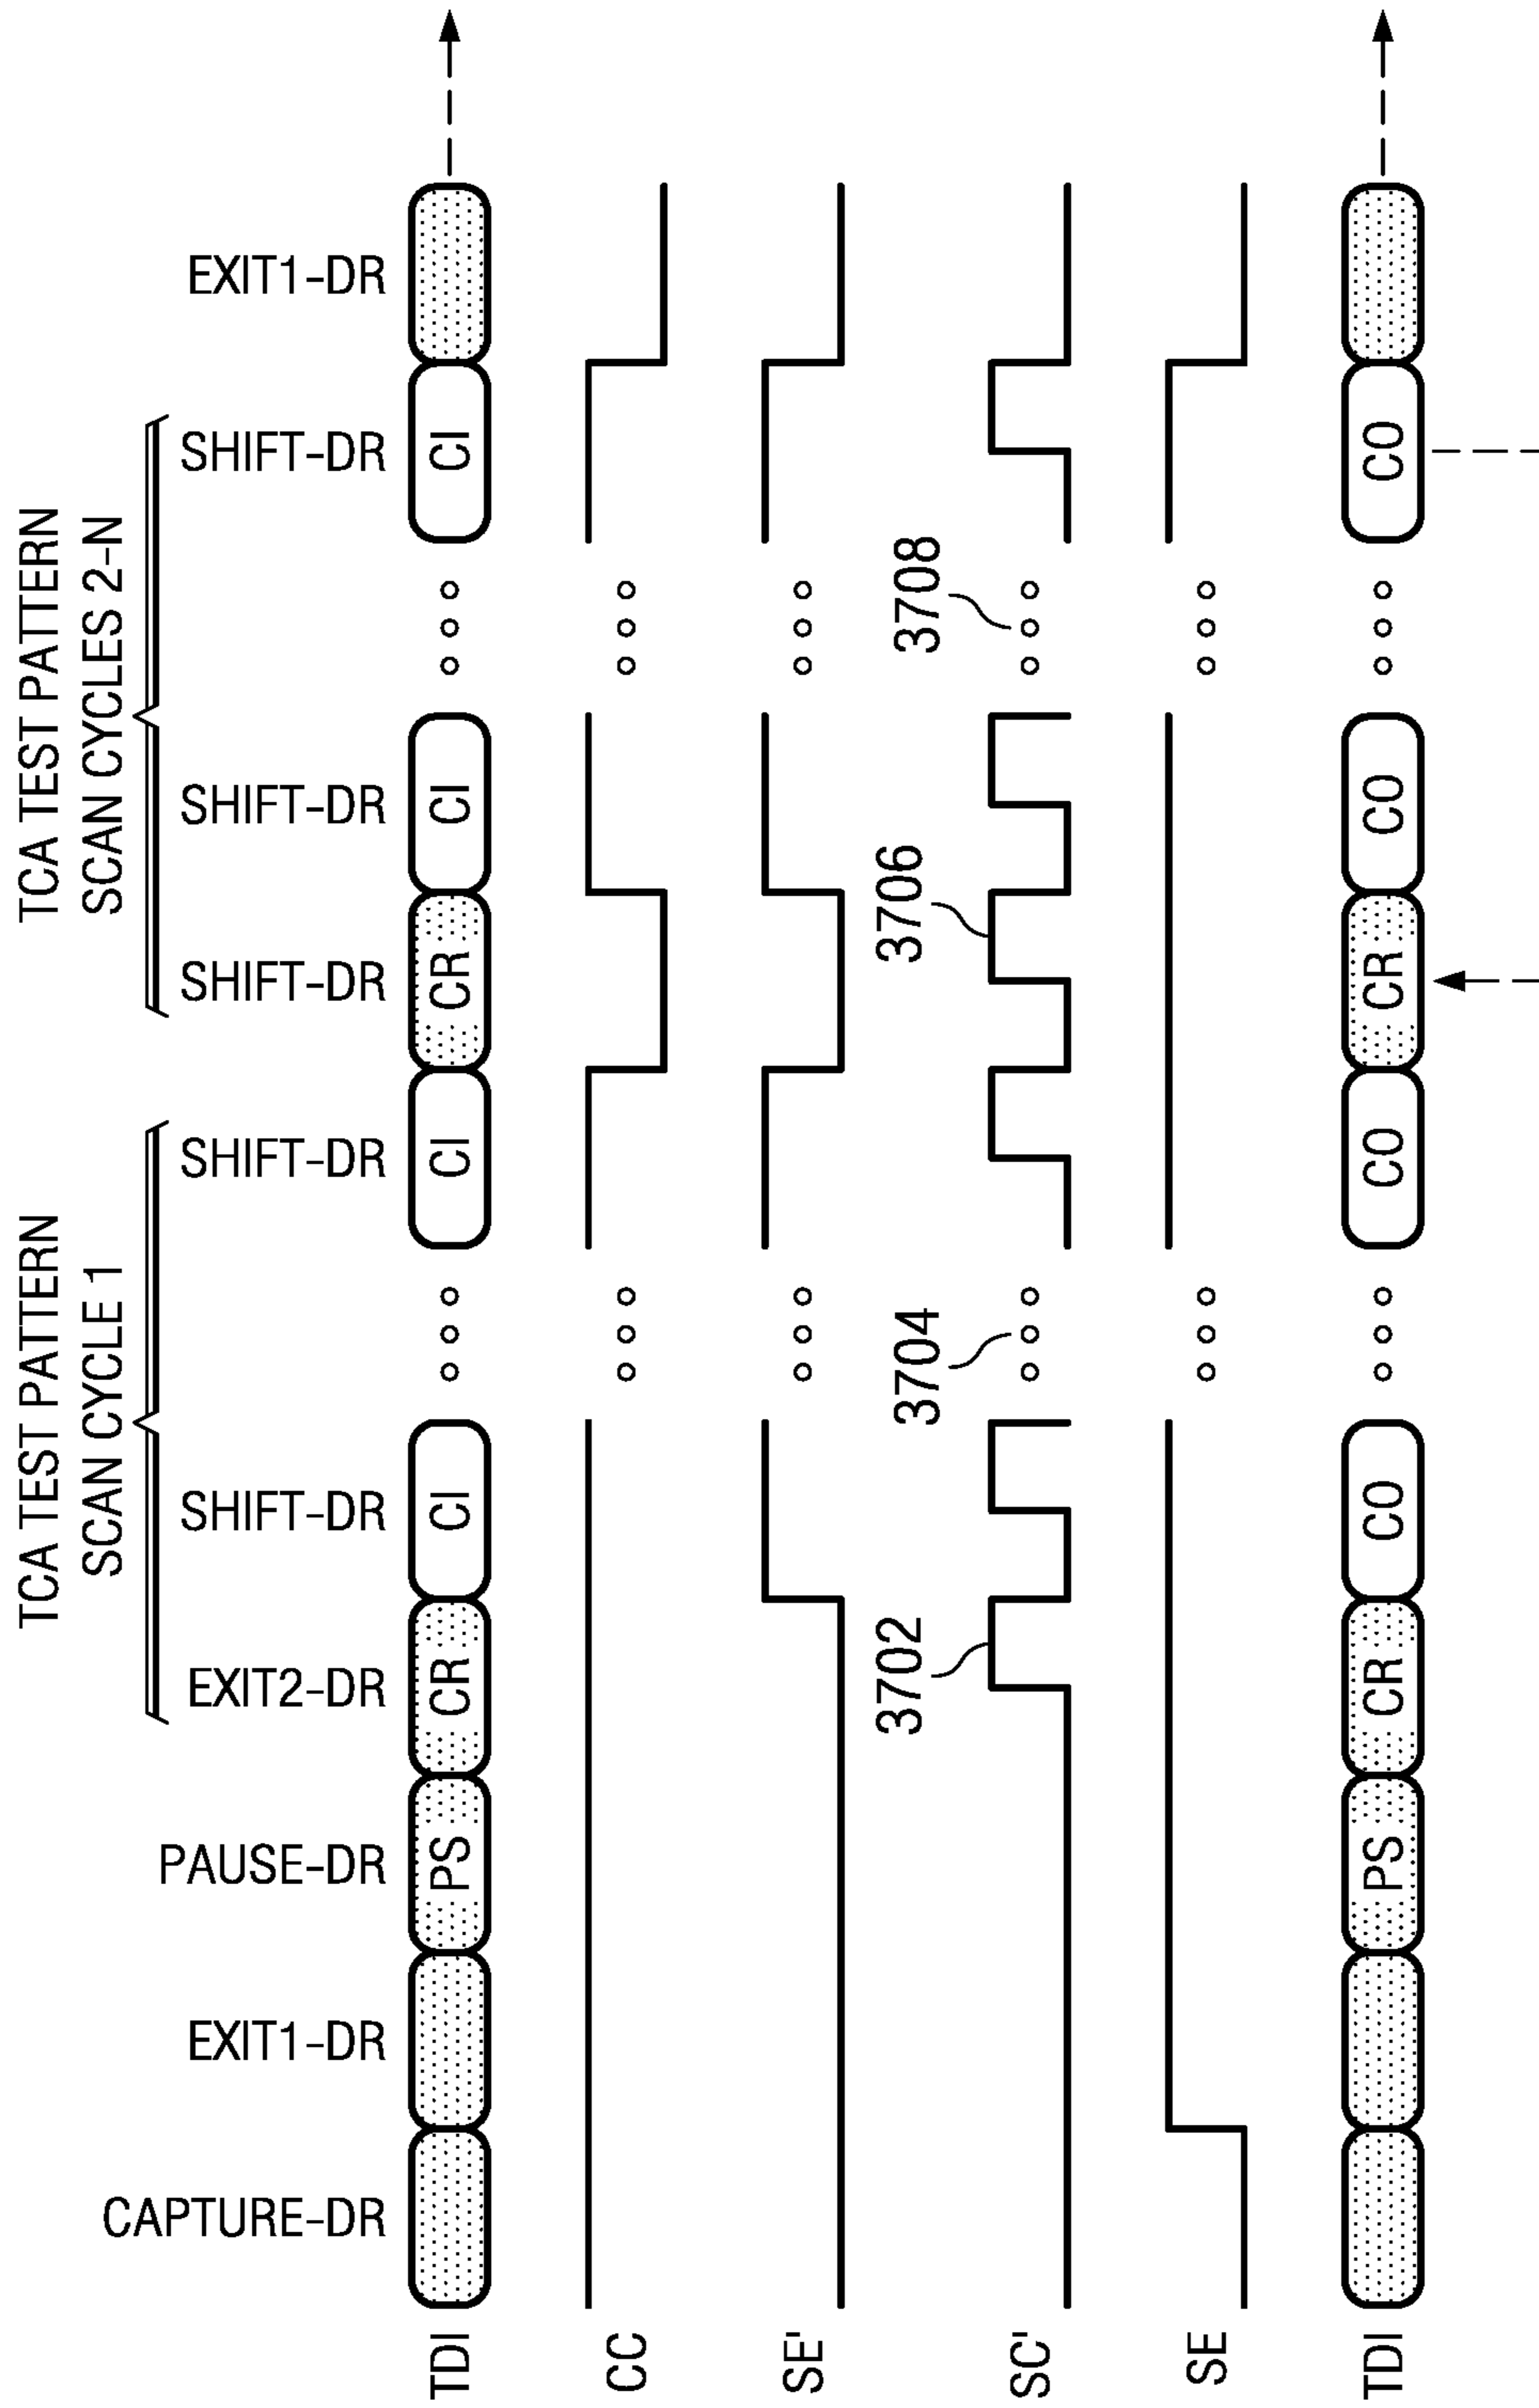 TCA TEST PATTERN
SCAN CYCLE 1
TCA TEST PATTERN
SCAN CYCLES 2-N
CAPTURE-DR
EXIT1-DR
PAUSE-DR
EXIT2-DR
SHIFT-DR
SHIFT-DR
SHIFT-DR
SHIFT-DR
SHIFT-DR
EXIT1-DR
TDI
PS
CR
CI
CI
CR
CI
CI
CC
SE'
3702
3704
3706
3708
SC'
SE
TDI
PS
CR
CO
CO
CR
CO
CO